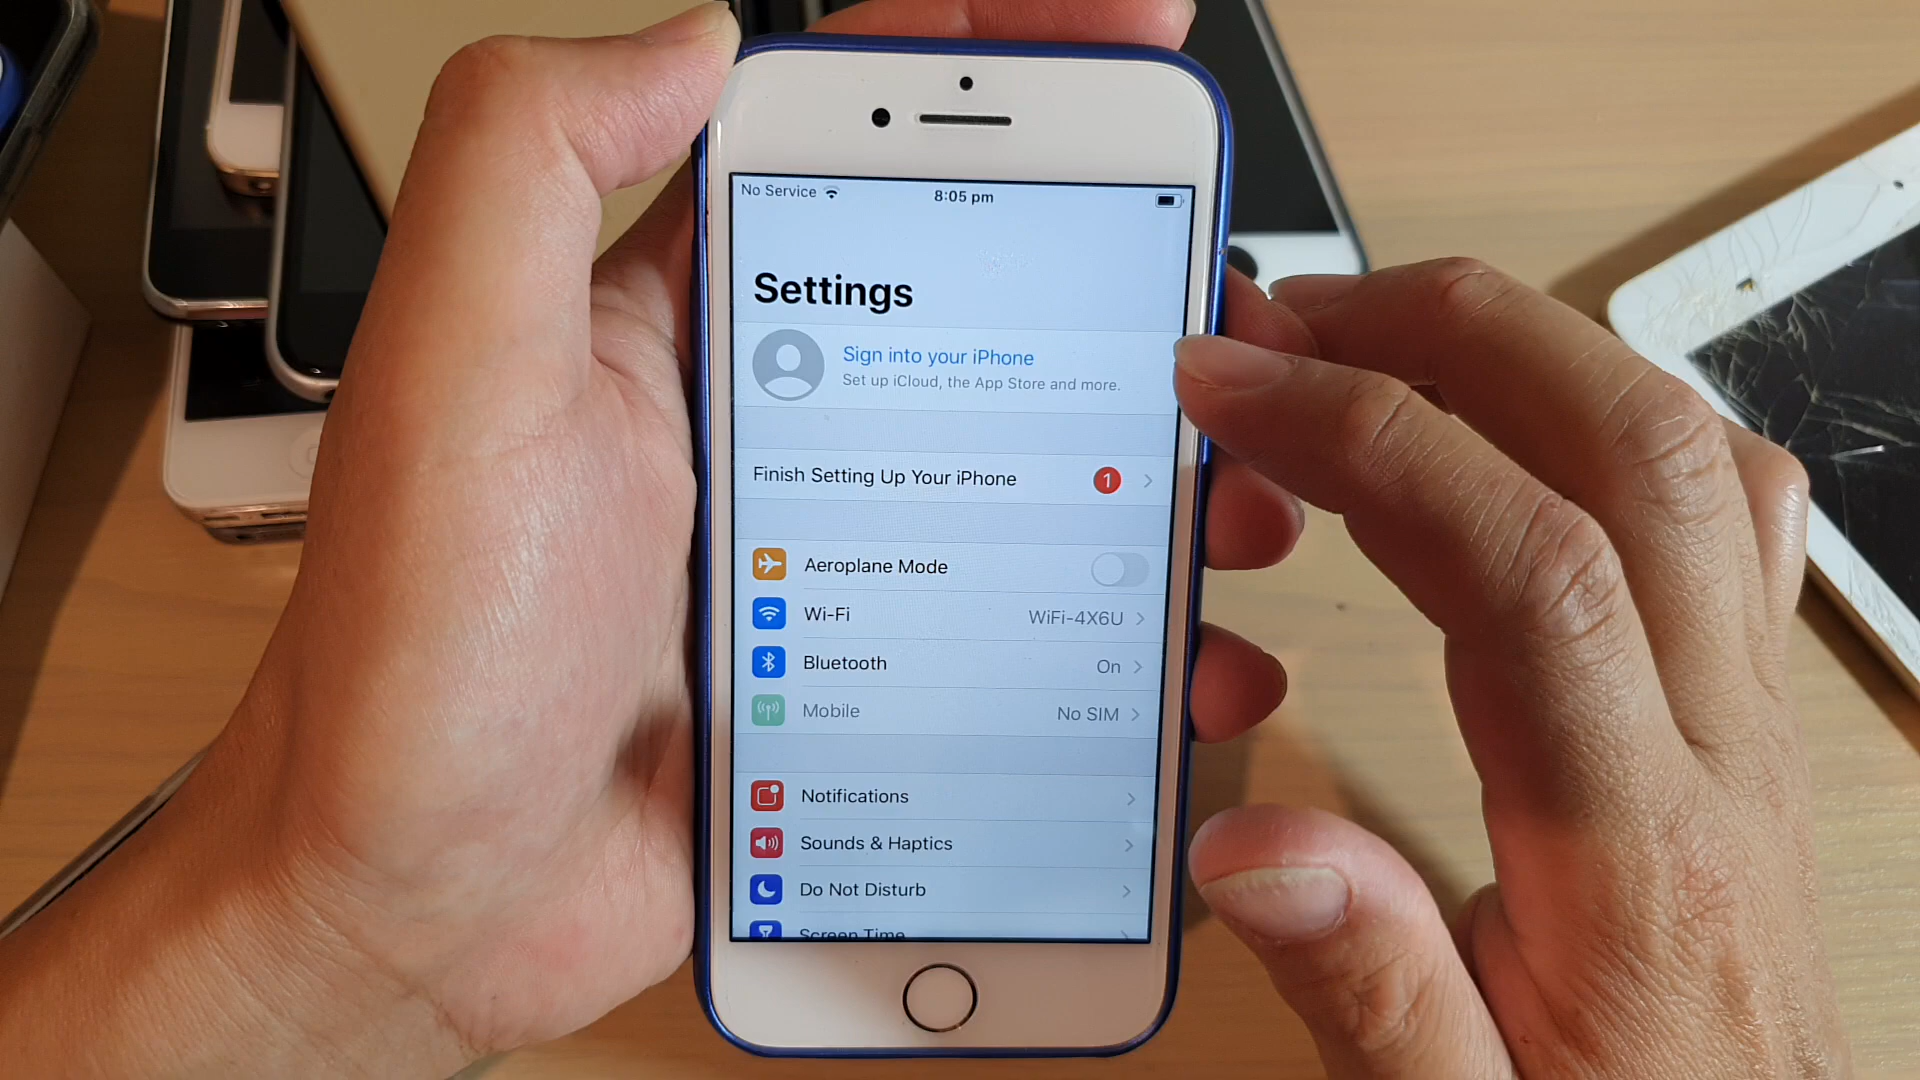 No Service
8:05 pm
Settings
Sign into your iPhone
Set up iCloud, the App Store and more.
Finish Setting Up Your iPhone 1
Aeroplane Mode
Wi-Fi WiFi-4X6U
Bluetooth On
Mobile No SIM
Notifications
Sounds & Haptics
Do Not Disturb
Screen Time